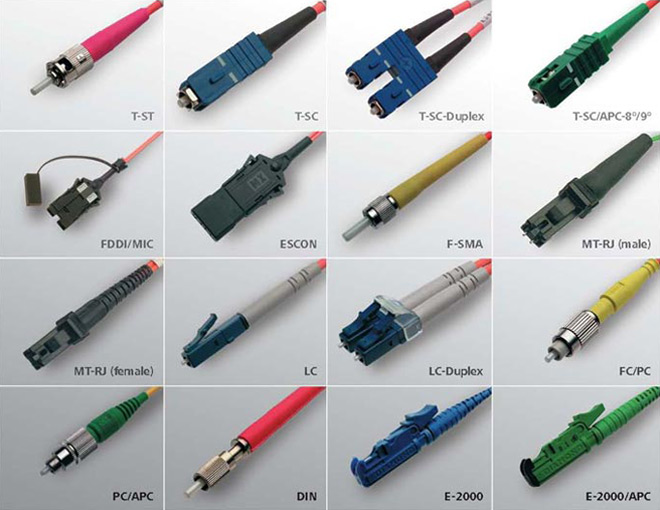 T-ST
T-SC
T-SC-Duplex
T-SC/APC-8°/9°
FDDI/MIC
ESCON
F-SMA
MT-RJ (male)
MT-RJ (female)
LC
LC-Duplex
FC/PC
PC/APC
DIN
E-2000
E-2000/APC